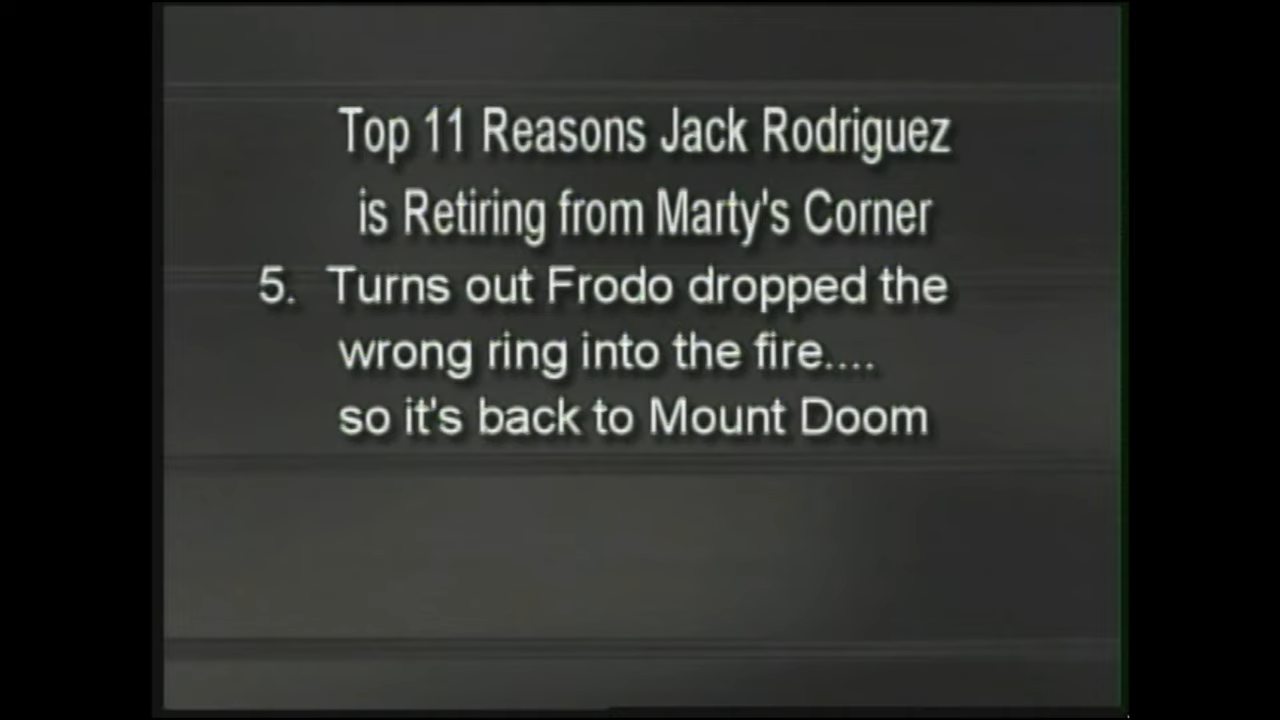 Top 11 Reasons Jack Rodriguez
is Retiring from Marty's Corner
5. Turns out Frodo dropped the
wrong ring into the fire....
so it's back to Mount Doom